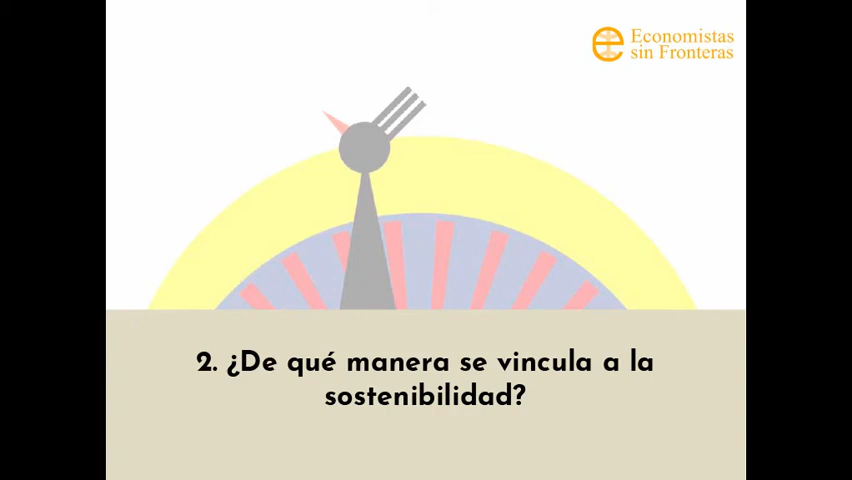 Economistas
sin Fronteras
2. ¿De qué manera se vincula a la
sostenibilidad?